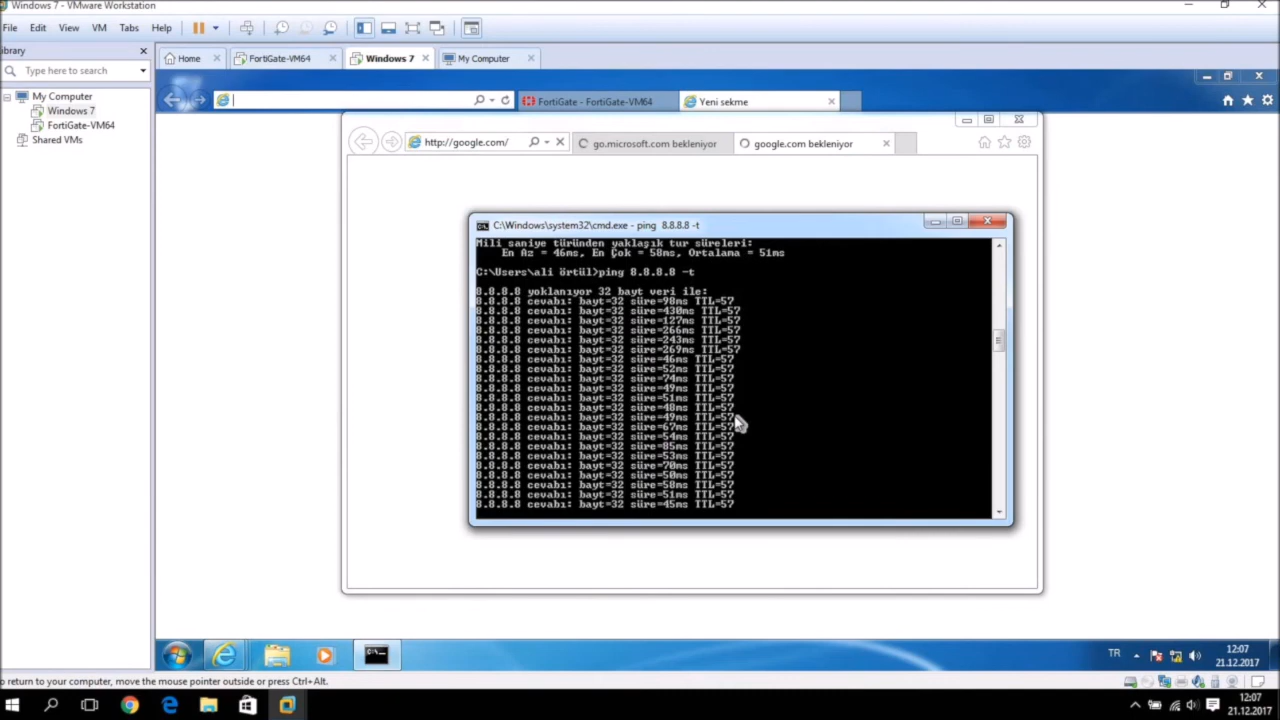 Windows 7 - VMware Workstation
File Edit View VM Tabs Help
ibrary
Type here to search
My Computer
Windows 7
FortiGate-VM64
Shared VMs
Home
FortiGate-VM64
Windows 7
My Computer
FortiGate - FortiGate-VM64
Yeni sekme
http://google.com/
go.microsoft.com bekleniyor
google.com bekleniyor
C:\Windows\system32\cmd.exe - ping 8.8.8.8 -t
Mili saniye türünden yaklaşık tur süreleri:
En Az = 46ms, En Çok = 58ms, Ortalama = 51ms
C:\Users\ali örtül>ping 8.8.8.8 -t
8.8.8.8 yoklanıyor 32 bayt veri ile:
8.8.8.8 cevabı: bayt=32 süre=98ms TTL=57
8.8.8.8 cevabı: bayt=32 süre=430ms TTL=57
8.8.8.8 cevabı: bayt=32 süre=127ms TTL=57
8.8.8.8 cevabı: bayt=32 süre=266ms TTL=57
8.8.8.8 cevabı: bayt=32 süre=243ms TTL=57
8.8.8.8 cevabı: bayt=32 süre=269ms TTL=57
8.8.8.8 cevabı: bayt=32 süre=46ms TTL=57
8.8.8.8 cevabı: bayt=32 süre=52ms TTL=57
8.8.8.8 cevabı: bayt=32 süre=74ms TTL=57
8.8.8.8 cevabı: bayt=32 süre=49ms TTL=57
8.8.8.8 cevabı: bayt=32 süre=51ms TTL=57
8.8.8.8 cevabı: bayt=32 süre=48ms TTL=57
8.8.8.8 cevabı: bayt=32 süre=49ms TTL=57
8.8.8.8 cevabı: bayt=32 süre=67ms TTL=57
8.8.8.8 cevabı: bayt=32 süre=54ms TTL=57
8.8.8.8 cevabı: bayt=32 süre=85ms TTL=57
8.8.8.8 cevabı: bayt=32 süre=53ms TTL=57
8.8.8.8 cevabı: bayt=32 süre=70ms TTL=57
8.8.8.8 cevabı: bayt=32 süre=50ms TTL=57
8.8.8.8 cevabı: bayt=32 süre=58ms TTL=57
8.8.8.8 cevabı: bayt=32 süre=51ms TTL=57
8.8.8.8 cevabı: bayt=32 süre=45ms TTL=57
TR
12:07
21.12.2017
o return to your computer, move the mouse pointer outside or press Ctrl+Alt.
12:07
21.12.2017